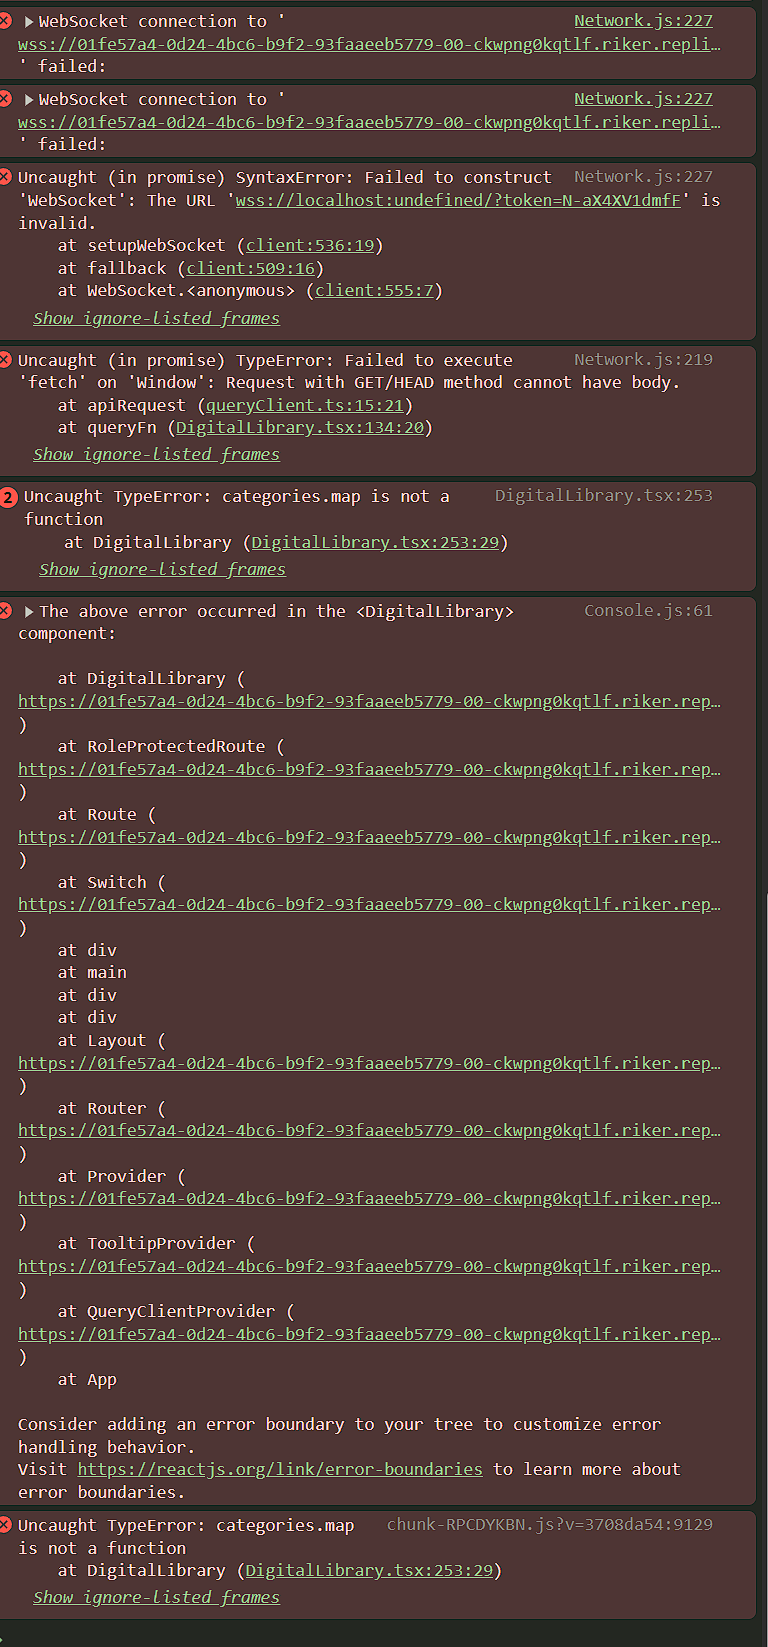 WebSocket connection to ' Network.js:227
wss://01fe57a4-0d24-4bc6-b9f2-93faaeeb5779-00-ckwpng0kqtlf.riker.repli…
' failed:
WebSocket connection to ' Network.js:227
wss://01fe57a4-0d24-4bc6-b9f2-93faaeeb5779-00-ckwpng0kqtlf.riker.repli…
' failed:
Uncaught (in promise) SyntaxError: Failed to construct Network.js:227
'WebSocket': The URL 'wss://localhost:undefined/?token=N-aX4XV1dmfF' is
invalid.
at setupWebSocket (client:536:19)
at fallback (client:509:16)
at WebSocket.<anonymous> (client:555:7)
Show ignore-listed frames
Uncaught (in promise) TypeError: Failed to execute Network.js:219
'fetch' on 'Window': Request with GET/HEAD method cannot have body.
at apiRequest (queryClient.ts:15:21)
at queryFn (DigitalLibrary.tsx:134:20)
Show ignore-listed frames
2 Uncaught TypeError: categories.map is not a DigitalLibrary.tsx:253
function
at DigitalLibrary (DigitalLibrary.tsx:253:29)
Show ignore-listed frames
The above error occurred in the <DigitalLibrary> Console.js:61
component:
at DigitalLibrary (
https://01fe57a4-0d24-4bc6-b9f2-93faaeeb5779-00-ckwpng0kqtlf.riker.rep…
)
at RoleProtectedRoute (
https://01fe57a4-0d24-4bc6-b9f2-93faaeeb5779-00-ckwpng0kqtlf.riker.rep…
)
at Route (
https://01fe57a4-0d24-4bc6-b9f2-93faaeeb5779-00-ckwpng0kqtlf.riker.rep…
)
at Switch (
https://01fe57a4-0d24-4bc6-b9f2-93faaeeb5779-00-ckwpng0kqtlf.riker.rep…
)
at div
at main
at div
at div
at Layout (
https://01fe57a4-0d24-4bc6-b9f2-93faaeeb5779-00-ckwpng0kqtlf.riker.rep…
)
at Router (
https://01fe57a4-0d24-4bc6-b9f2-93faaeeb5779-00-ckwpng0kqtlf.riker.rep…
)
at Provider (
https://01fe57a4-0d24-4bc6-b9f2-93faaeeb5779-00-ckwpng0kqtlf.riker.rep…
)
at TooltipProvider (
https://01fe57a4-0d24-4bc6-b9f2-93faaeeb5779-00-ckwpng0kqtlf.riker.rep…
)
at QueryClientProvider (
https://01fe57a4-0d24-4bc6-b9f2-93faaeeb5779-00-ckwpng0kqtlf.riker.rep…
)
at App
Consider adding an error boundary to your tree to customize error
handling behavior.
Visit https://reactjs.org/link/error-boundaries to learn more about
error boundaries.
Uncaught TypeError: categories.map chunk-RPCDYKBN.js?v=3708da54:9129
is not a function
at DigitalLibrary (DigitalLibrary.tsx:253:29)
Show ignore-listed frames